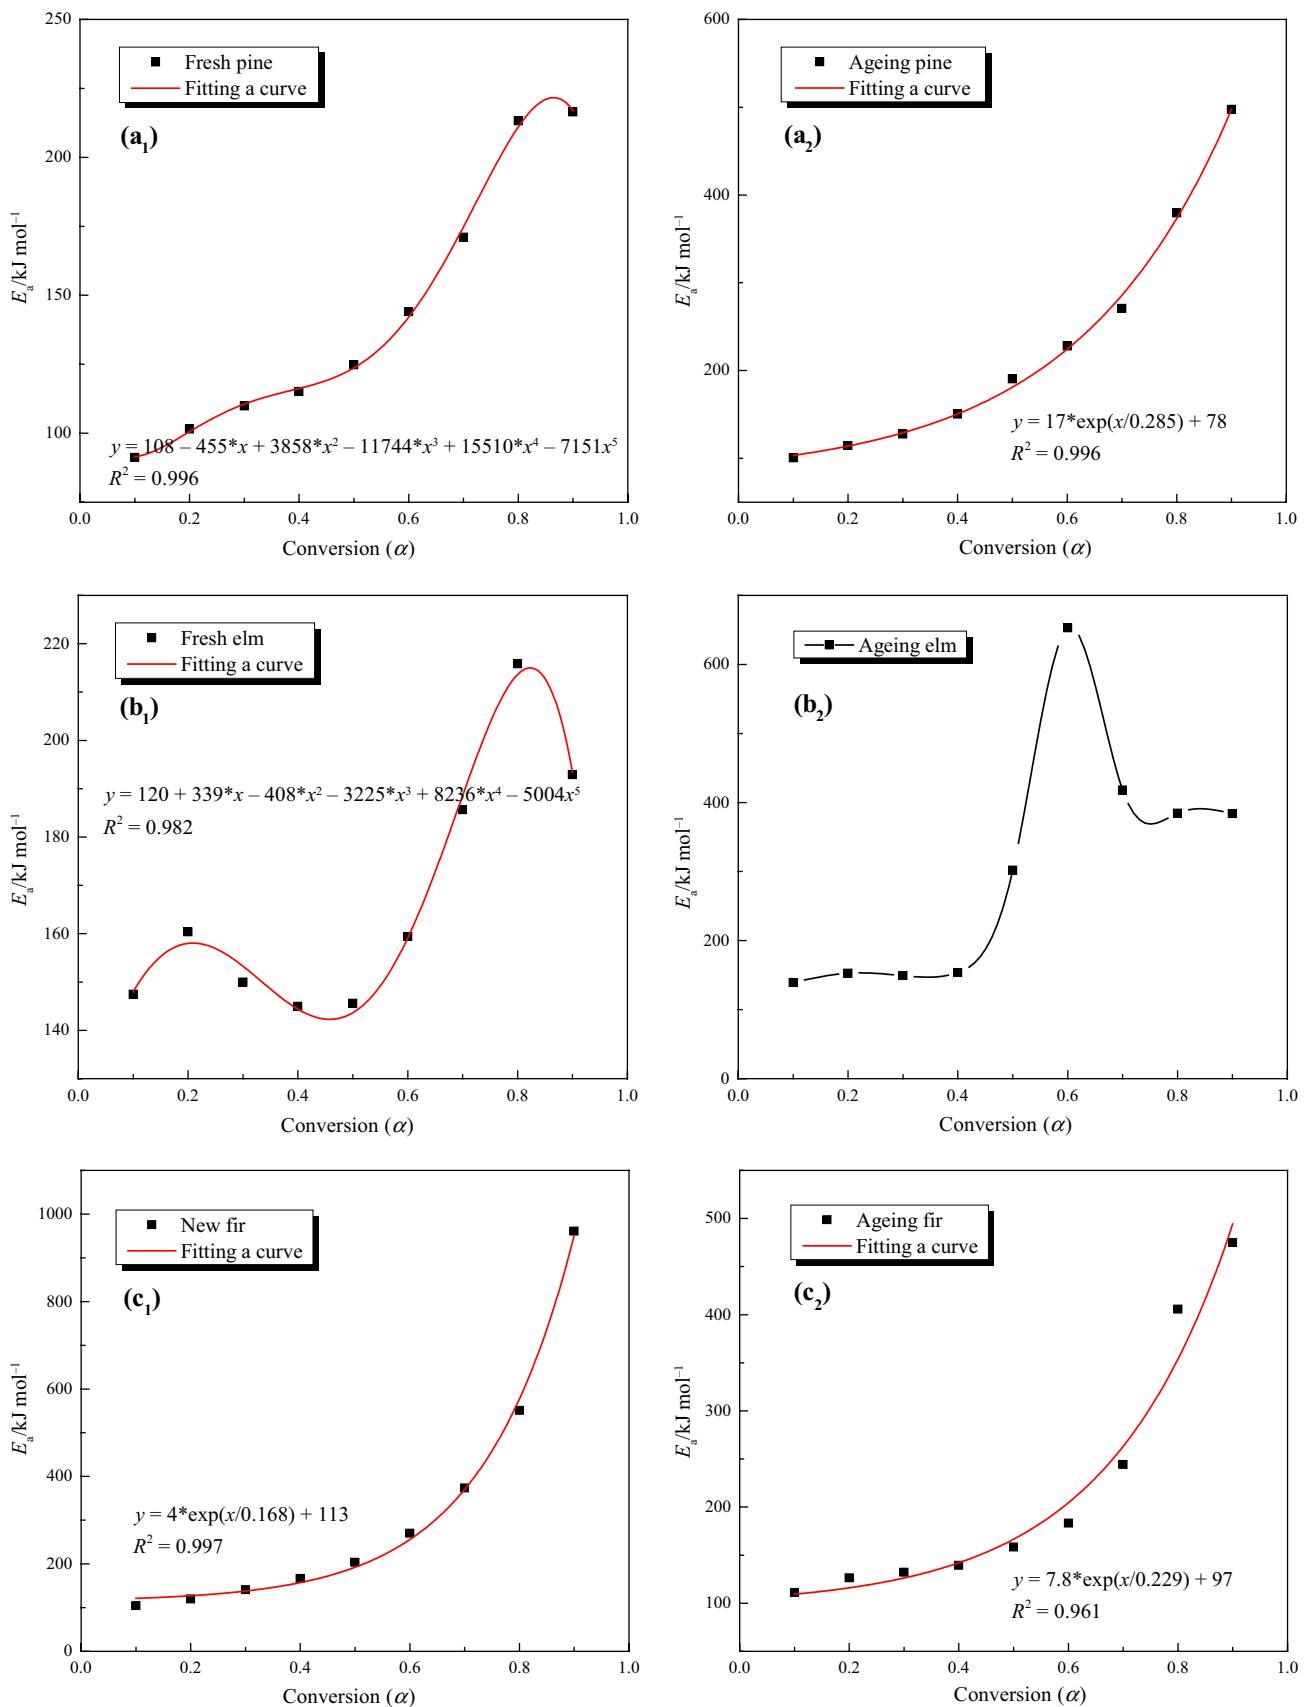 250
200
150
100
0.0 0.2 0.4 0.6 0.8 1.0
Eₐ/kJ mol⁻¹
Conversion (α)
Fresh pine
Fitting a curve
(a₁)
y = 108 – 455*x + 3858*x² – 11744*x³ + 15510*x⁴ – 7151x⁵
R² = 0.996
600
400
200
0.0 0.2 0.4 0.6 0.8 1.0
Eₐ/kJ mol⁻¹
Conversion (α)
Ageing pine
Fitting a curve
(a₂)
y = 17*exp(x/0.285) + 78
R² = 0.996
220
200
180
160
140
0.0 0.2 0.4 0.6 0.8 1.0
Eₐ/kJ mol⁻¹
Conversion (α)
Fresh elm
Fitting a curve
(b₁)
y = 120 + 339*x – 408*x² – 3225*x³ + 8236*x⁴ – 5004x⁵
R² = 0.982
600
400
200
0
0.0 0.2 0.4 0.6 0.8 1.0
Eₐ/kJ mol⁻¹
Conversion (α)
Ageing elm
(b₂)
1000
800
600
400
200
0
0.0 0.2 0.4 0.6 0.8 1.0
Eₐ/kJ mol⁻¹
Conversion (α)
New fir
Fitting a curve
(c₁)
y = 4*exp(x/0.168) + 113
R² = 0.997
500
400
300
200
100
0.0 0.2 0.4 0.6 0.8 1.0
Eₐ/kJ mol⁻¹
Conversion (α)
Ageing fir
Fitting a curve
(c₂)
y = 7.8*exp(x/0.229) + 97
R² = 0.961